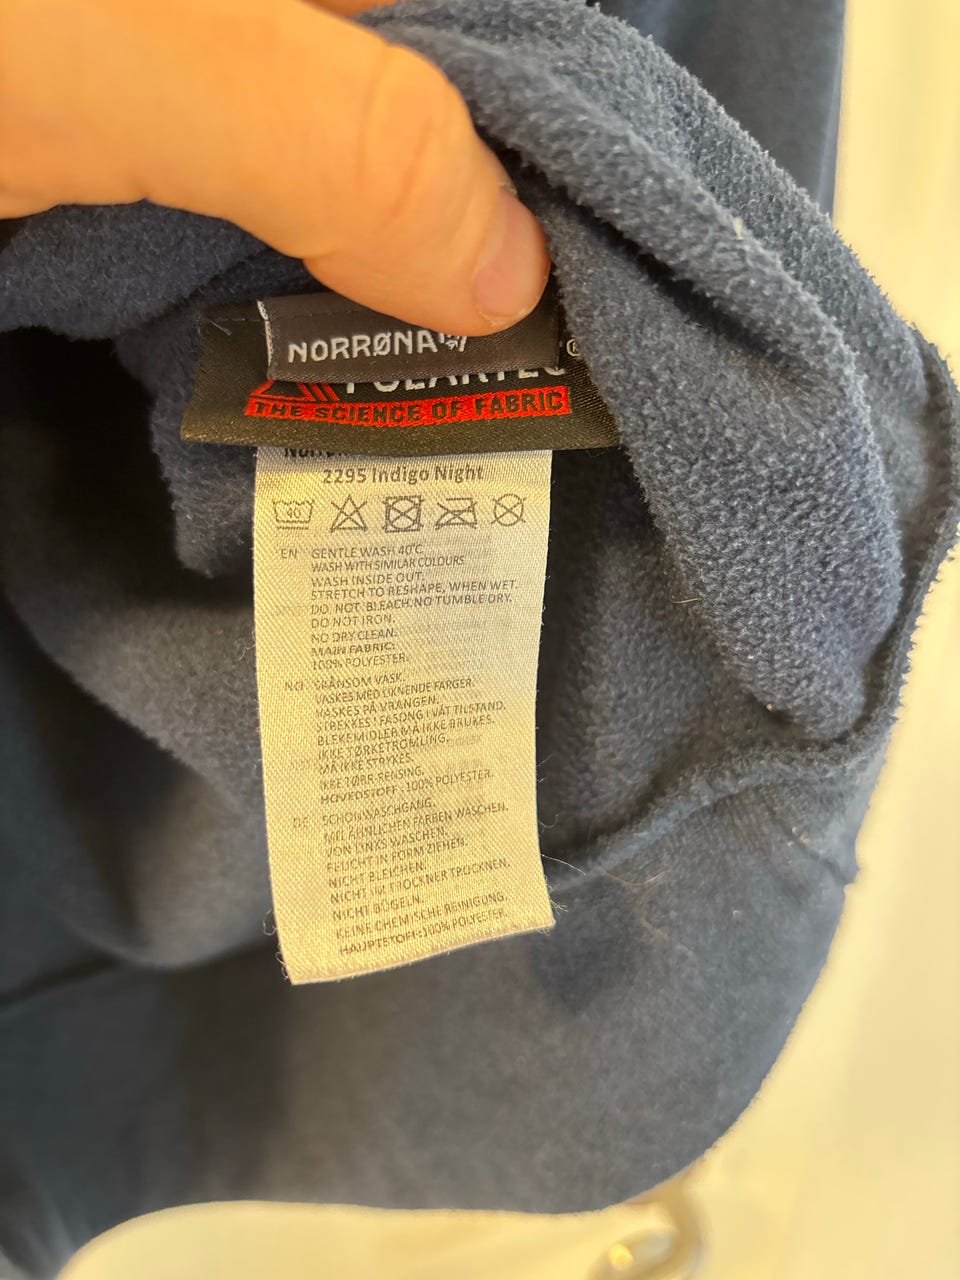 NORRØNA
®
THE SCIENCE OF FABRIC
2295 Indigo Night
40
EN GENTLE WASH 40°C
WASH WITH SIMILAR COLOURS
WASH INSIDE OUT.
STRETCH TO RESHAPE, WHEN WET.
DO NOT BLEACH.NO TUMBLE DRY.
DO NOT IRON.
NO DRY CLEAN.
MAIN FABRIC:
100% POLYESTER.
NO SKÅNSOM VASK.
VASKES MED LIKNENDE FARGER.
VASKES PÅ VRANGEN.
STREKKES I FASONG I VÅT TILSTAND.
BLEKEMIDLER MÅ IKKE BRUKES.
IKKE TØRKETROMLING.
MÅ IKKE STRYKES.
IKKE TØRR-RENSING.
HOVEDSTOFF - 100% POLYESTER.
DE SCHONWASCHGANG.
MIT ÄHNLICHEN FARBEN WASCHEN.
VON LINKS WASCHEN.
FEUCHT IN FORM ZIEHEN.
NICHT BLEICHEN.
NICHT IM TROCKNER TROCKNEN.
NICHT BÜGELN.
KEINE CHEMISCHE REINIGUNG.
HAUPTSTOFF-100% POLYESTER.